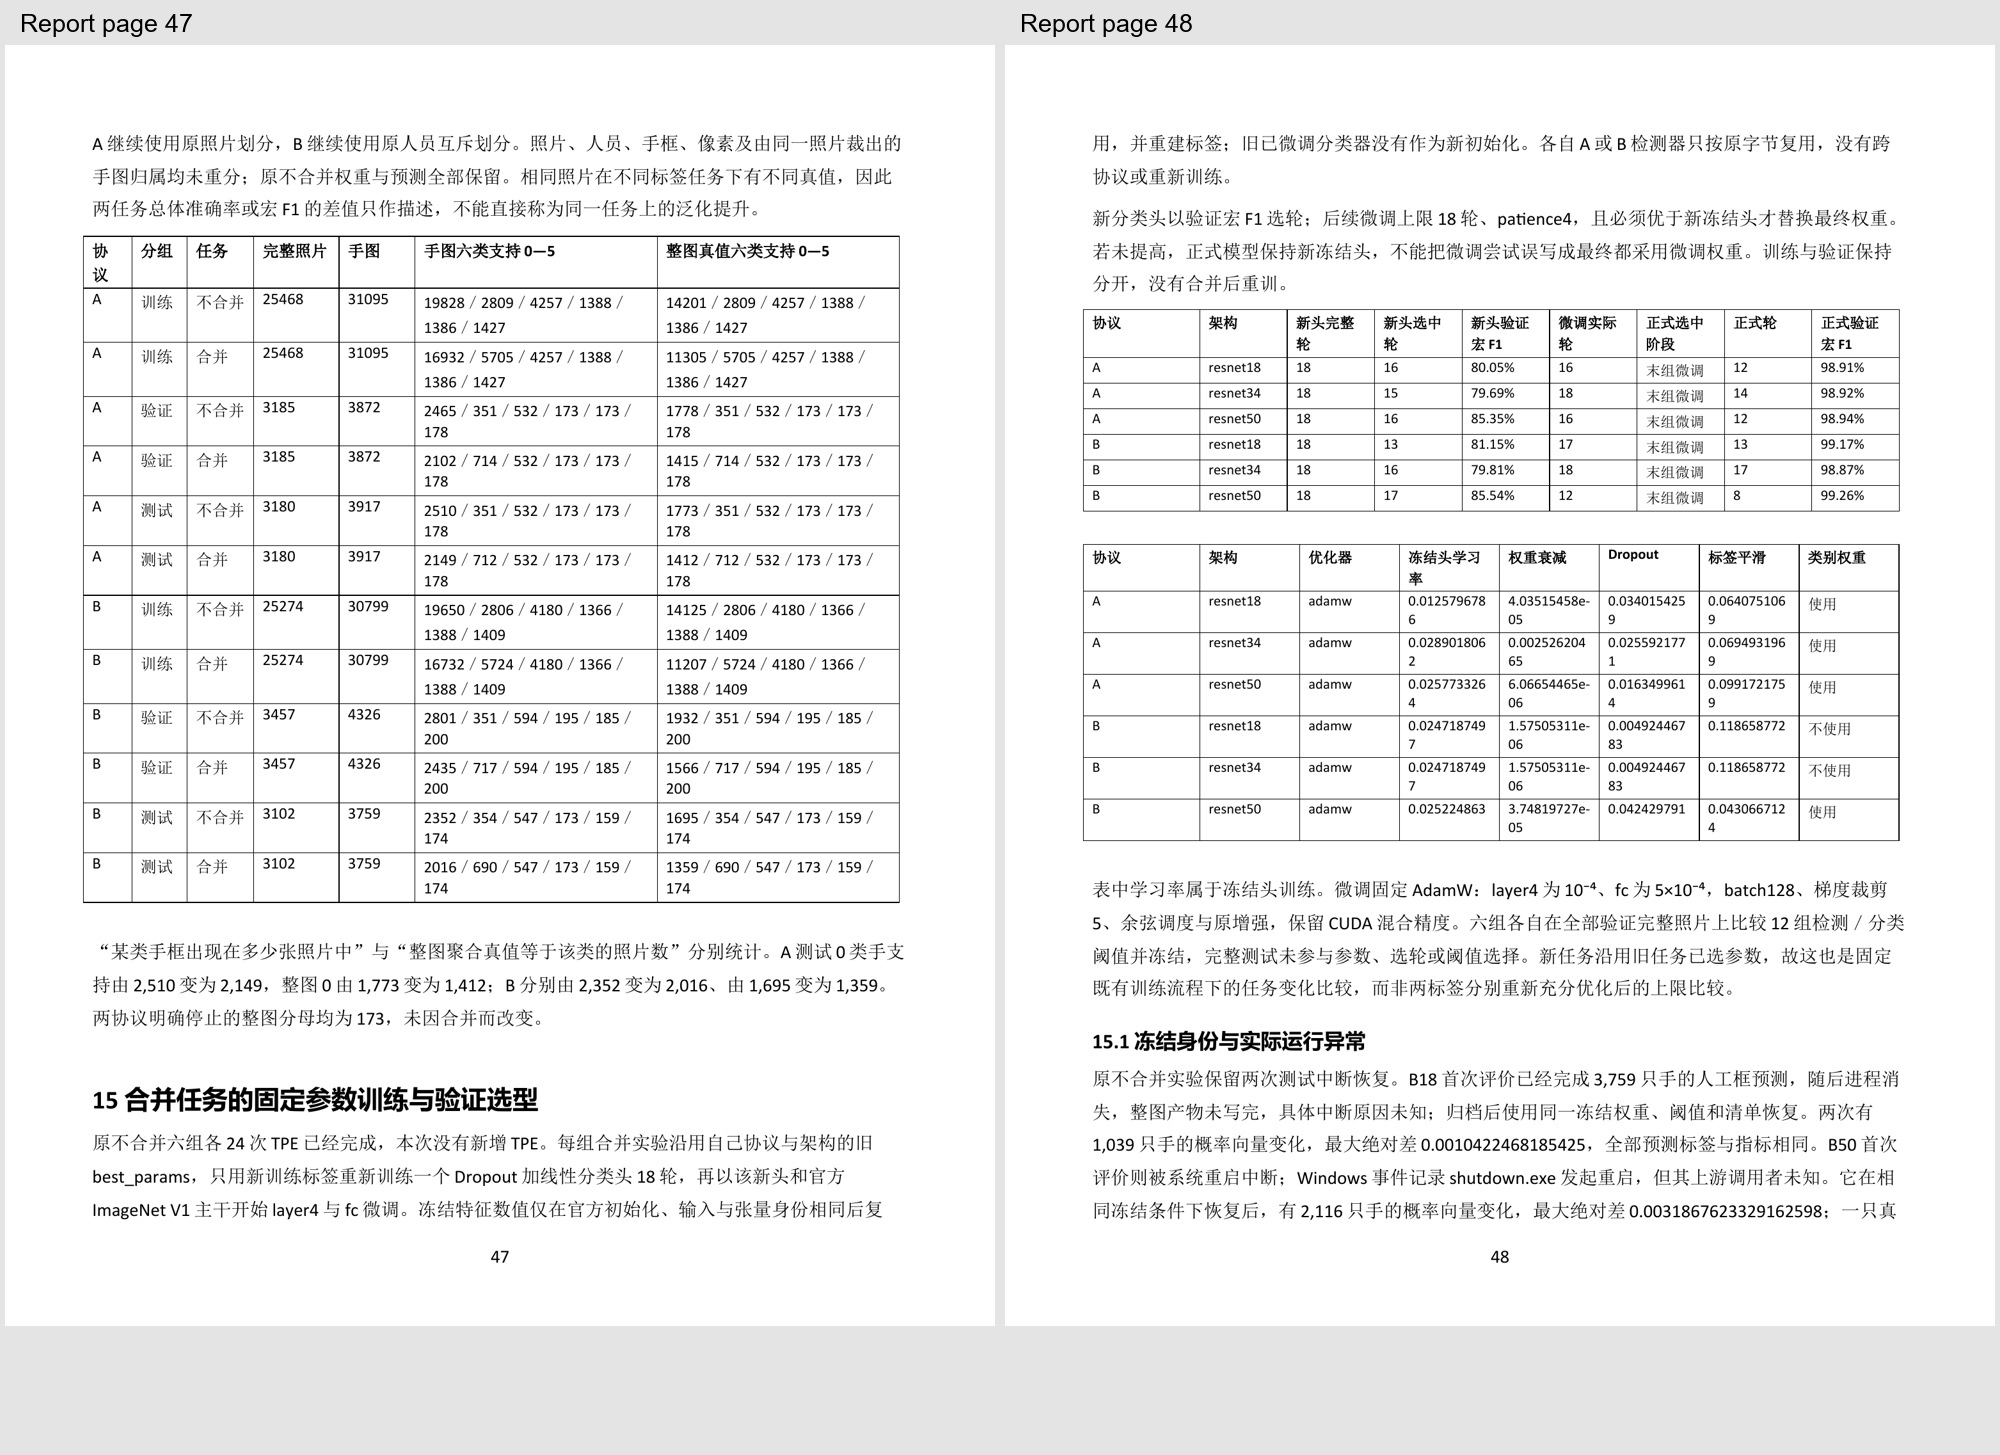 Report page 47
A 继续使用原照片划分，B 继续使用原人员互斥划分。照片、人员、手框、像素及由同一照片裁出的
手图归属均未重分；原不合并权重与预测全部保留。相同照片在不同标签任务下有不同真值，因此
两任务总体准确率或宏 F1 的差值只作描述，不能直接称为同一任务上的泛化提升。
协议 分组 任务 完整照片 手图 手图六类支持 0—5 整图真值六类支持 0—5
A 训练 不合并 25468 31095 19828 / 2809 / 4257 / 1388 / 1386 / 1427 14201 / 2809 / 4257 / 1388 / 1386 / 1427
A 训练 合并 25468 31095 16932 / 5705 / 4257 / 1388 / 1386 / 1427 11305 / 5705 / 4257 / 1388 / 1386 / 1427
A 验证 不合并 3185 3872 2465 / 351 / 532 / 173 / 173 / 178 1778 / 351 / 532 / 173 / 173 / 178
A 验证 合并 3185 3872 2102 / 714 / 532 / 173 / 173 / 178 1415 / 714 / 532 / 173 / 173 / 178
A 测试 不合并 3180 3917 2510 / 351 / 532 / 173 / 173 / 178 1773 / 351 / 532 / 173 / 173 / 178
A 测试 合并 3180 3917 2149 / 712 / 532 / 173 / 173 / 178 1412 / 712 / 532 / 173 / 173 / 178
B 训练 不合并 25274 30799 19650 / 2806 / 4180 / 1366 / 1388 / 1409 14125 / 2806 / 4180 / 1366 / 1388 / 1409
B 训练 合并 25274 30799 16732 / 5724 / 4180 / 1366 / 1388 / 1409 11207 / 5724 / 4180 / 1366 / 1388 / 1409
B 验证 不合并 3457 4326 2801 / 351 / 594 / 195 / 185 / 200 1932 / 351 / 594 / 195 / 185 / 200
B 验证 合并 3457 4326 2435 / 717 / 594 / 195 / 185 / 200 1566 / 717 / 594 / 195 / 185 / 200
B 测试 不合并 3102 3759 2352 / 354 / 547 / 173 / 159 / 174 1695 / 354 / 547 / 173 / 159 / 174
B 测试 合并 3102 3759 2016 / 690 / 547 / 173 / 159 / 174 1359 / 690 / 547 / 173 / 159 / 174
“某类手框出现在多少张照片中”与“整图聚合真值等于该类的照片数”分别统计。A 测试 0 类手支
持由 2,510 变为 2,149，整图 0 由 1,773 变为 1,412；B 分别由 2,352 变为 2,016、由 1,695 变为 1,359。
两协议明确停止的整图分母均为 173，未因合并而改变。
15 合并任务的固定参数训练与验证选型
原不合并六组各 24 次 TPE 已经完成，本次没有新增 TPE。每组合并实验沿用自己协议与架构的旧
best_params，只用新训练标签重新训练一个 Dropout 加线性分类头 18 轮，再以该新头和官方
ImageNet V1 主干开始 layer4 与 fc 微调。冻结特征数值仅在官方初始化、输入与张量身份相同后复
47
Report page 48
用，并重建标签；旧已微调分类器没有作为新初始化。各自 A 或 B 检测器只按原字节复用，没有跨
协议或重新训练。
新分类头以验证宏 F1 选轮；后续微调上限 18 轮、patience4，且必须优于新冻结头才替换最终权重。
若未提高，正式模型保持新冻结头，不能把微调尝试误写成最终都采用微调权重。训练与验证保持
分开，没有合并后重训。
协议 架构 新头完整轮 新头选中轮 新头验证宏 F1 微调实际轮 正式选中阶段 正式轮 正式验证宏 F1
A resnet18 18 16 80.05% 16 末组微调 12 98.91%
A resnet34 18 15 79.69% 18 末组微调 14 98.92%
A resnet50 18 16 85.35% 16 末组微调 12 98.94%
B resnet18 18 13 81.15% 17 末组微调 13 99.17%
B resnet34 18 16 79.81% 18 末组微调 17 98.87%
B resnet50 18 17 85.54% 12 末组微调 8 99.26%
协议 架构 优化器 冻结头学习率 权重衰减 Dropout 标签平滑 类别权重
A resnet18 adamw 0.0125796786 4.03515458e-05 0.0340154259 0.0640751069 使用
A resnet34 adamw 0.0289018062 0.00252620465 0.0255921771 0.0694931969 使用
A resnet50 adamw 0.0257733264 6.06654465e-06 0.0163499614 0.0991721759 使用
B resnet18 adamw 0.0247187497 1.57505311e-06 0.00492446783 0.118658772 不使用
B resnet34 adamw 0.0247187497 1.57505311e-06 0.00492446783 0.118658772 不使用
B resnet50 adamw 0.025224863 3.74819727e-05 0.042429791 0.0430667124 使用
表中学习率属于冻结头训练。微调固定 AdamW：layer4 为 10⁻⁴、fc 为 5×10⁻⁴，batch128、梯度裁剪
5、余弦调度与原增强，保留 CUDA 混合精度。六组各自在全部验证完整照片上比较 12 组检测 / 分类
阈值并冻结，完整测试未参与参数、选轮或阈值选择。新任务沿用旧任务已选参数，故这也是固定
既有训练流程下的任务变化比较，而非两标签分别重新充分优化后的上限比较。
15.1 冻结身份与实际运行异常
原不合并实验保留两次测试中断恢复。B18 首次评价已经完成 3,759 只手的人工框预测，随后进程消
失，整图产物未写完，具体中断原因未知；归档后使用同一冻结权重、阈值和清单恢复。两次有
1,039 只手的概率向量变化，最大绝对差 0.0010422468185425，全部预测标签与指标相同。B50 首次
评价则被系统重启中断；Windows 事件记录 shutdown.exe 发起重启，但其上游调用者未知。它在相
同冻结条件下恢复后，有 2,116 只手的概率向量变化，最大绝对差 0.0031867623329162598；一只真
48